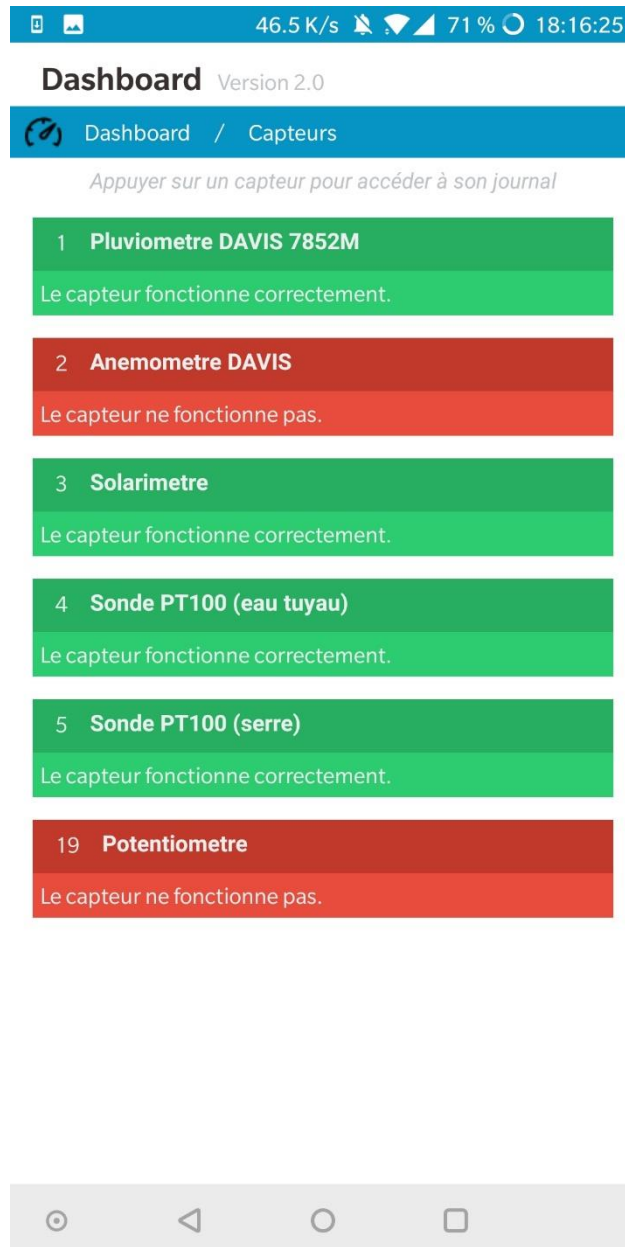 46.5 K/s 71 % 18:16:25
Dashboard Version 2.0
Dashboard / Capteurs
Appuyer sur un capteur pour accéder à son journal
1 Pluviometre DAVIS 7852M
Le capteur fonctionne correctement.
2 Anemometre DAVIS
Le capteur ne fonctionne pas.
3 Solarimetre
Le capteur fonctionne correctement.
4 Sonde PT100 (eau tuyau)
Le capteur fonctionne correctement.
5 Sonde PT100 (serre)
Le capteur fonctionne correctement.
19 Potentiometre
Le capteur ne fonctionne pas.